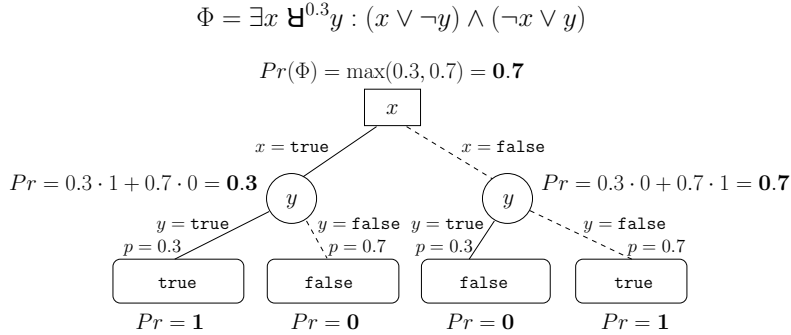 Φ = ∃x ꓤ^0.3 y : (x ∨ ¬y) ∧ (¬x ∨ y)
Pr(Φ) = max(0.3, 0.7) = 0.7
x
x = true
x = false
Pr = 0.3 · 1 + 0.7 · 0 = 0.3
y
y
Pr = 0.3 · 0 + 0.7 · 1 = 0.7
y = true
p = 0.3
y = false
p = 0.7
y = true
p = 0.3
y = false
p = 0.7
true
false
false
true
Pr = 1
Pr = 0
Pr = 0
Pr = 1